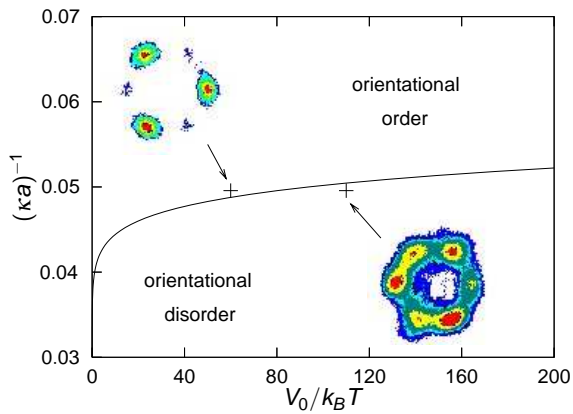 0.07
0.06
0.05
0.04
0.03
(κa)⁻¹
orientational
order
orientational
disorder
0
40
80
120
160
200
V₀/k_BT